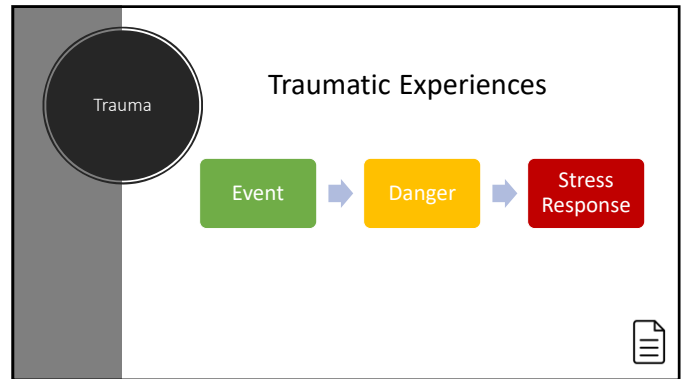 Trauma
Traumatic Experiences
Event
Danger
Stress
Response